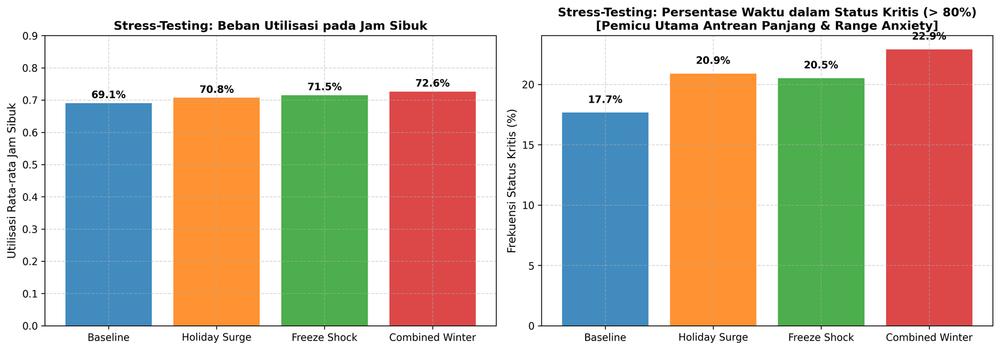 Stress-Testing: Beban Utilisasi pada Jam Sibuk
Utilisasi Rata-rata Jam Sibuk
0.9
0.8
0.7
0.6
0.5
0.4
0.3
0.2
0.1
0.0
69.1%
70.8%
71.5%
72.6%
Baseline
Holiday Surge
Freeze Shock
Combined Winter
Stress-Testing: Persentase Waktu dalam Status Kritis (> 80%)
[Pemicu Utama Antrean Panjang & Range Anxiety]
Frekuensi Status Kritis (%)
20
15
10
5
0
17.7%
20.9%
20.5%
22.9%
Baseline
Holiday Surge
Freeze Shock
Combined Winter